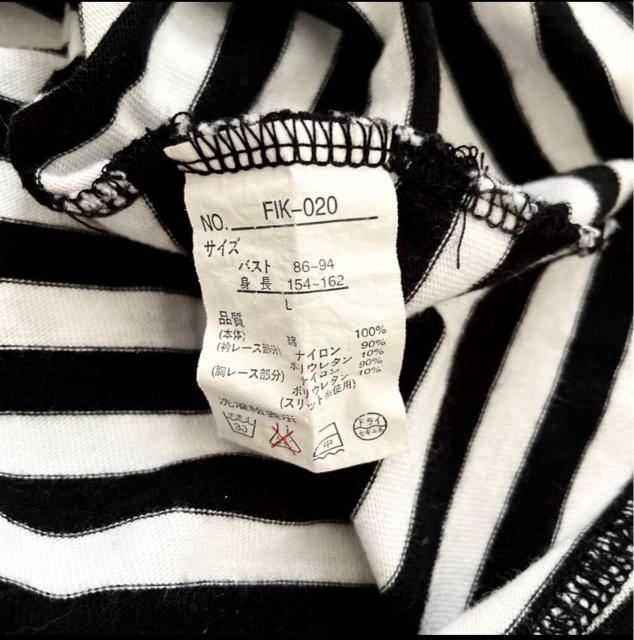 NO. FIK-020
サイズ
バスト 86~94
身長 154~162
L
品質
(本体) 綿 100%
(衿レース部分) ナイロン 90%
ポリウレタン 10%
(胸レース部分) ナイロン 90%
ポリウレタン 10%
(スリット糸使用)
洗濯絵表示
30 中 ドライ
セキユ系